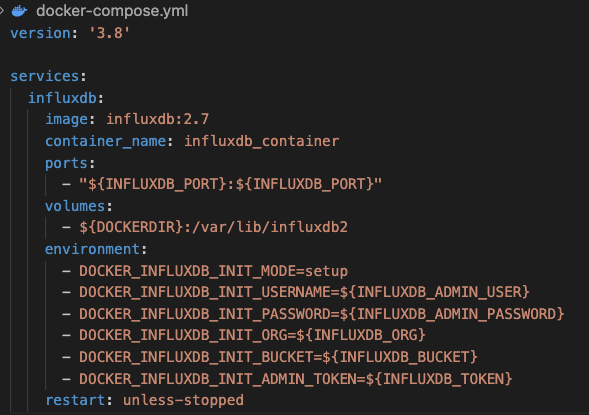 docker-compose.yml
version: '3.8'
services:
  influxdb:
    image: influxdb:2.7
    container_name: influxdb_container
    ports:
      - "${INFLUXDB_PORT}:${INFLUXDB_PORT}"
    volumes:
      - ${DOCKERDIR}:/var/lib/influxdb2
    environment:
      - DOCKER_INFLUXDB_INIT_MODE=setup
      - DOCKER_INFLUXDB_INIT_USERNAME=${INFLUXDB_ADMIN_USER}
      - DOCKER_INFLUXDB_INIT_PASSWORD=${INFLUXDB_ADMIN_PASSWORD}
      - DOCKER_INFLUXDB_INIT_ORG=${INFLUXDB_ORG}
      - DOCKER_INFLUXDB_INIT_BUCKET=${INFLUXDB_BUCKET}
      - DOCKER_INFLUXDB_INIT_ADMIN_TOKEN=${INFLUXDB_TOKEN}
    restart: unless-stopped